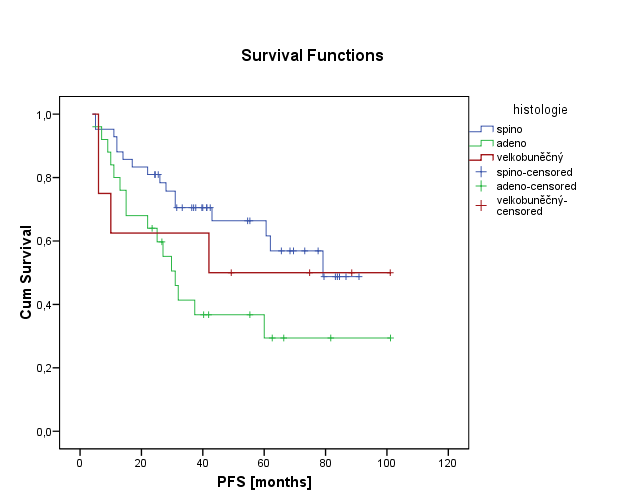 Survival Functions
histologie
spino
adeno
velkobuněčný
spino-censored
adeno-censored
velkobuněčný-
censored
Cum Survival
1,0
0,8
0,6
0,4
0,2
0,0
0 20 40 60 80 100 120
PFS [months]